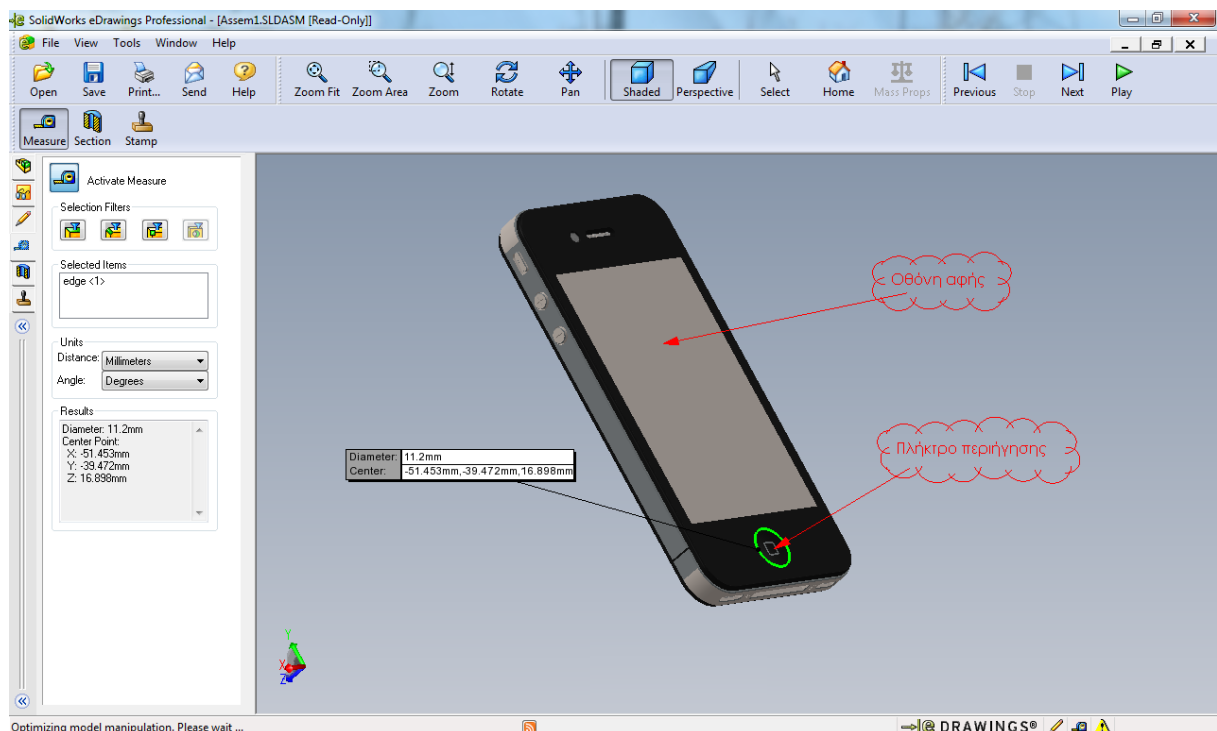 SolidWorks eDrawings Professional - [Assem1.SLDASM [Read-Only]]
File View Tools Window Help
Open Save Print... Send Help Zoom Fit Zoom Area Zoom Rotate Pan Shaded Perspective Select Home Mass Props Previous Stop Next Play
Measure Section Stamp
Activate Measure
Selection Filters
Selected Items
edge <1>
Units
Distance: Millimeters
Angle: Degrees
Results
Diameter: 11.2mm
Center Point:
X: -51.453mm
Y: -39.472mm
Z: 16.898mm
Οθόνη αφής
Πλήκτρο περιήγησης
Diameter: 11.2mm
Center: -51.453mm,-39.472mm,16.898mm
Y
X
Z
Optimizing model manipulation. Please wait ...
DRAWINGS®